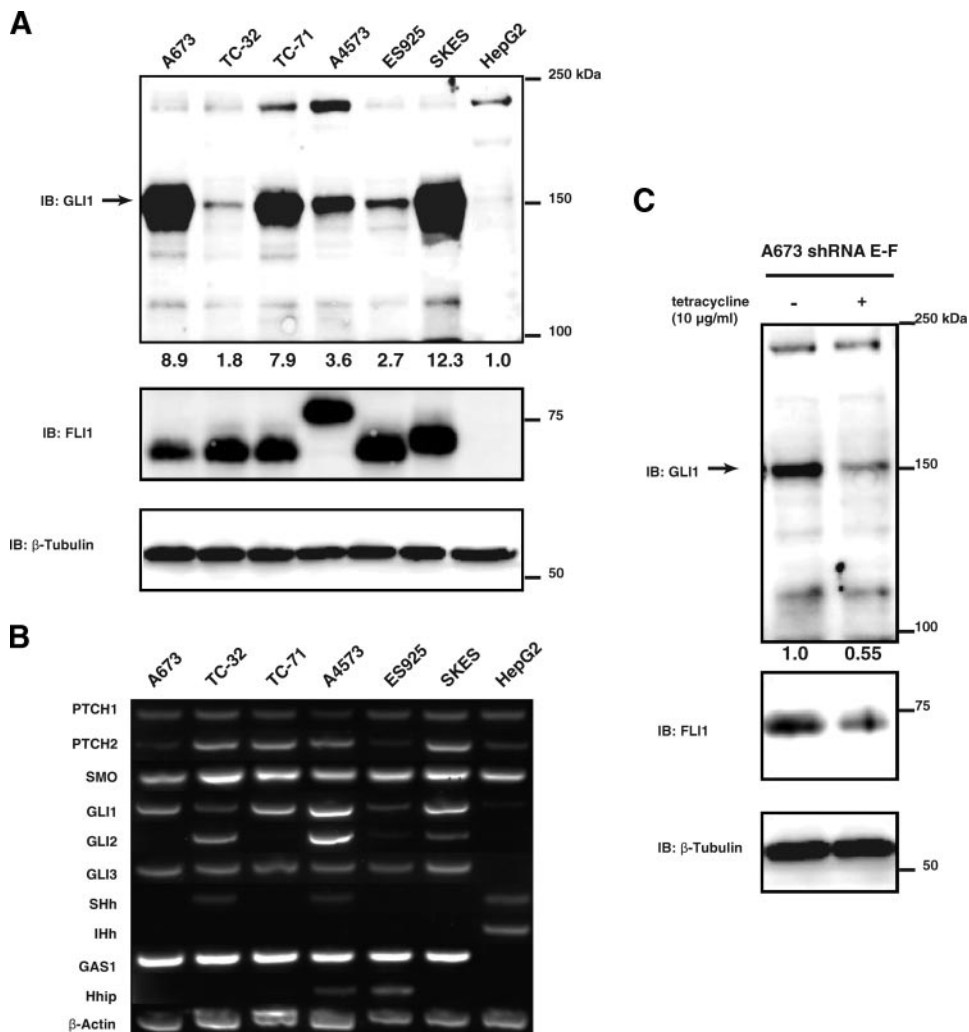 A
A673 TC-32 TC-71 A4573 ES925 SKES HepG2
250 kDa
IB: GLI1
150
100
8.9 1.8 7.9 3.6 2.7 12.3 1.0
IB: FLI1
75
IB: β-Tubulin
50
B
A673 TC-32 TC-71 A4573 ES925 SKES HepG2
PTCH1
PTCH2
SMO
GLI1
GLI2
GLI3
SHh
IHh
GAS1
Hhip
β-Actin
C
A673 shRNA E-F
tetracycline - +
(10 µg/ml)
250 kDa
IB: GLI1
150
100
1.0 0.55
IB: FLI1
75
IB: β-Tubulin
50